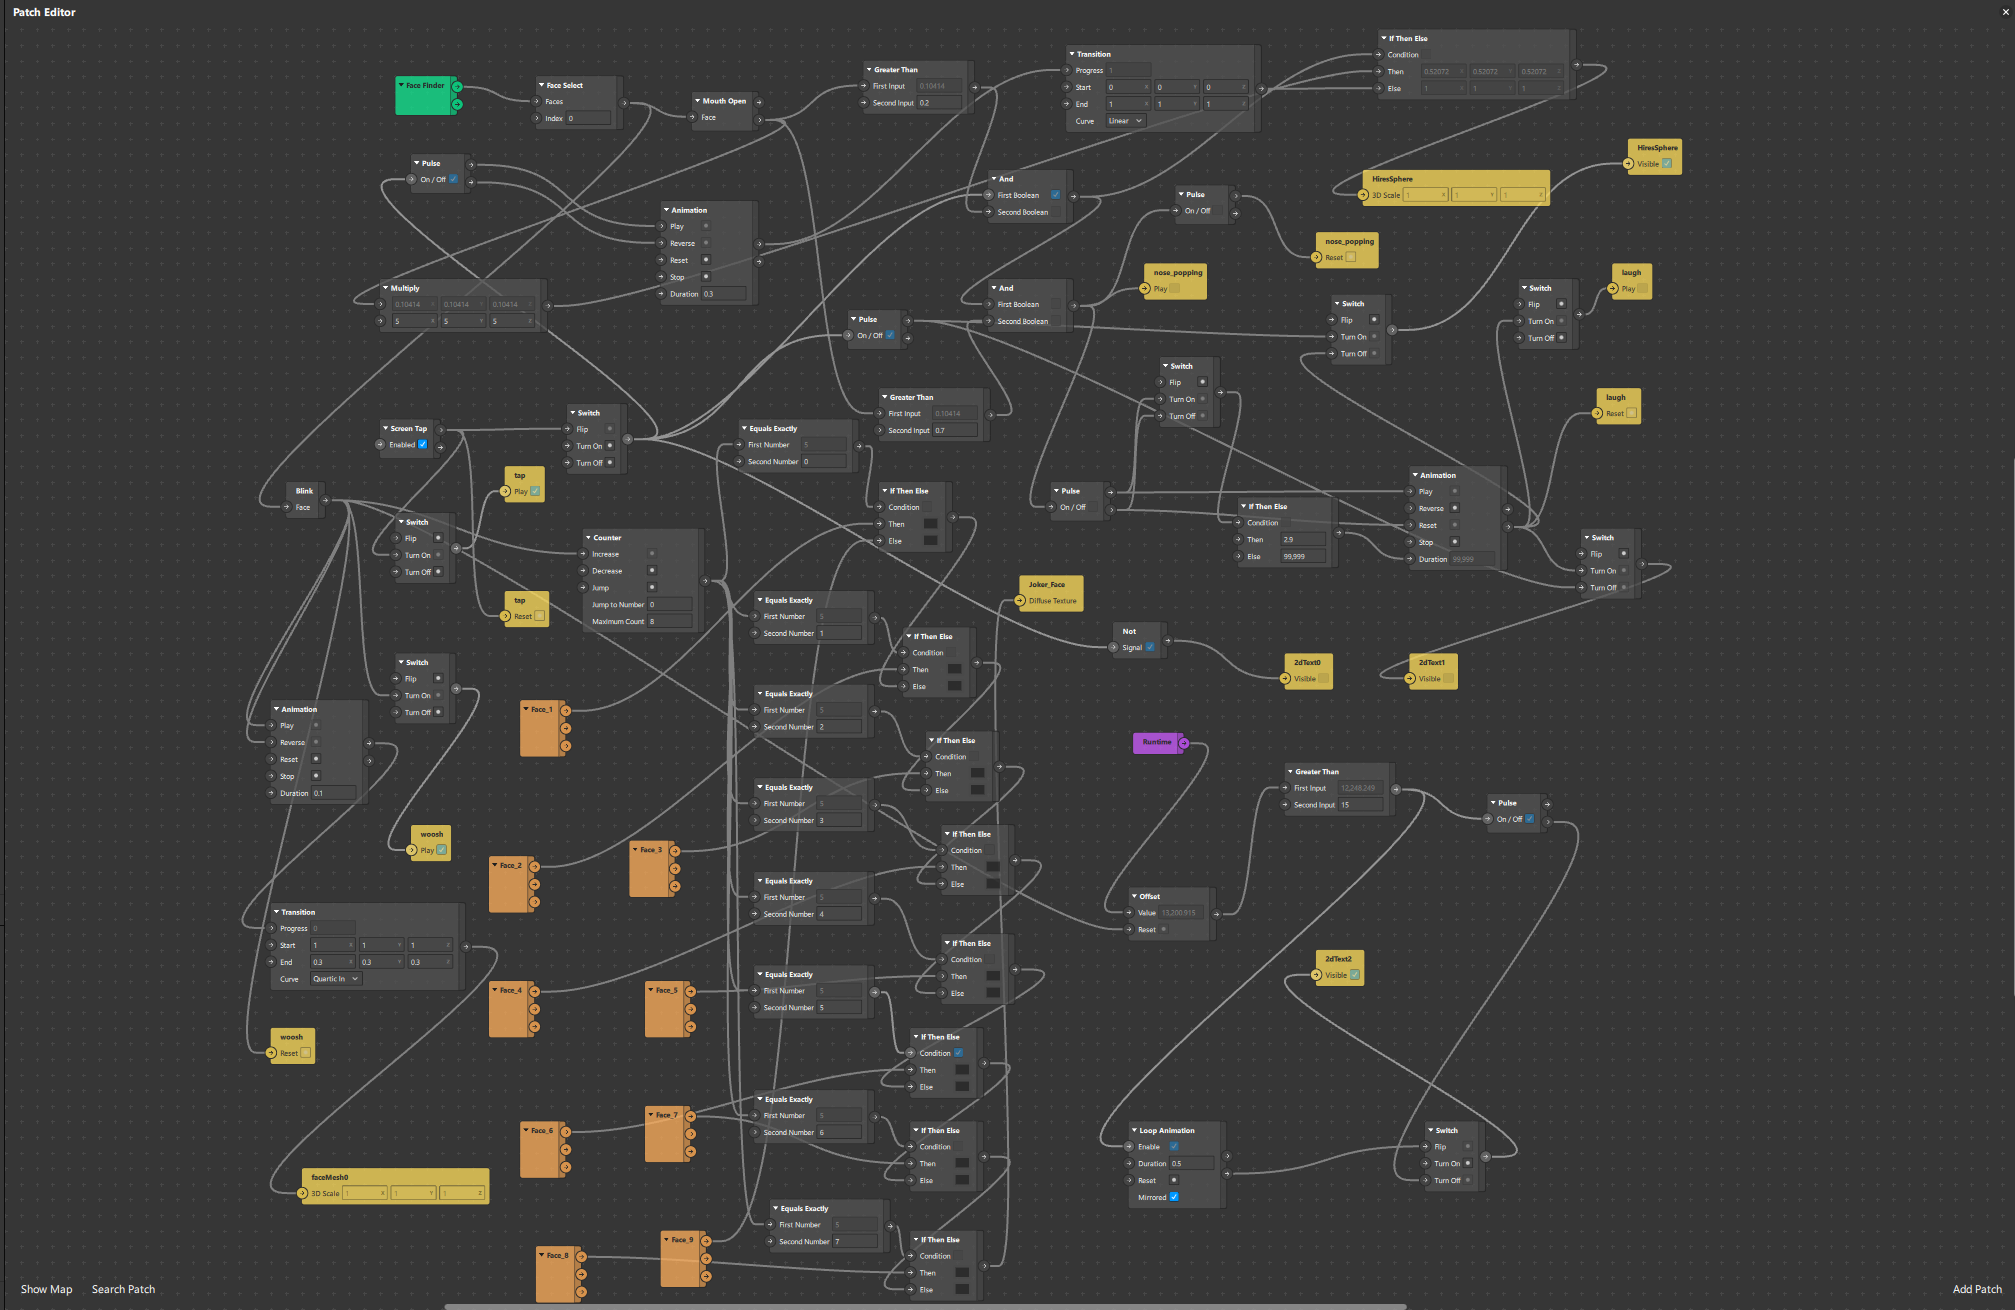 Patch Editor
Face Finder
Face Select
Faces
Index 0
Mouth Open
Face
Greater Than
First Input 0.10414
Second Input 0.2
Transition
Progress 1
Start 0 0 0
End 1 1 1
Curve Linear
If Then Else
Condition
Then 0.52072 0.52072 0.52072
Else 1 1 1
HiresSphere
Visible
Pulse
On / Off
HiresSphere
3D Scale 1 1 1
And
First Boolean
Second Boolean
Pulse
On / Off
Animation
Play
Reverse
Reset
Stop
Duration 0.3
nose_popping
Reset
nose_popping
Play
Multiply
0.10414 0.10414 0.10414
5 5 5
And
First Boolean
Second Boolean
Pulse
On / Off
Switch
Flip
Turn On
Turn Off
Switch
Flip
Turn On
Turn Off
laugh
Play
Switch
Flip
Turn On
Turn Off
laugh
Reset
Greater Than
First Input 0.10414
Second Input 0.7
Screen Tap
Enabled
Switch
Flip
Turn On
Turn Off
Equals Exactly
First Number 5
Second Number 0
tap
Play
Blink
Face
If Then Else
Condition
Then
Else
Pulse
On / Off
If Then Else
Condition
Then 2.9
Else 99,999
Animation
Play
Reverse
Reset
Stop
Duration 99,999
Switch
Flip
Turn On
Turn Off
Switch
Flip
Turn On
Turn Off
Counter
Increase
Decrease
Jump
Jump to Number 0
Maximum Count 8
tap
Reset
Joker_Face
Diffuse Texture
Equals Exactly
First Number 5
Second Number 1
If Then Else
Condition
Then
Else
Not
Signal
2dText0
Visible
2dText1
Visible
Switch
Flip
Turn On
Turn Off
Animation
Play
Reverse
Reset
Stop
Duration 0.1
Face_1
Equals Exactly
First Number 5
Second Number 2
If Then Else
Condition
Then
Else
Runtime
Greater Than
First Input 12,248.249
Second Input 15
Pulse
On / Off
Equals Exactly
First Number 5
Second Number 3
woosh
Play
Face_2
Face_3
If Then Else
Condition
Then
Else
Equals Exactly
First Number 5
Second Number 4
Offset
Value 13,200.915
Reset
Transition
Progress 0
Start 1 1 1
End 0.3 0.3 0.3
Curve Quartic In
If Then Else
Condition
Then
Else
2dText2
Visible
Face_4
Face_5
Equals Exactly
First Number 5
Second Number 5
woosh
Reset
If Then Else
Condition
Then
Else
Equals Exactly
First Number 5
Second Number 6
Face_6
Face_7
If Then Else
Condition
Then
Else
Loop Animation
Enable
Duration 0.5
Reset
Mirrored
Switch
Flip
Turn On
Turn Off
faceMesh0
3D Scale 1 1 1
Equals Exactly
First Number 5
Second Number 7
Face_8
Face_9
If Then Else
Condition
Then
Else
Show Map
Search Patch
Add Patch